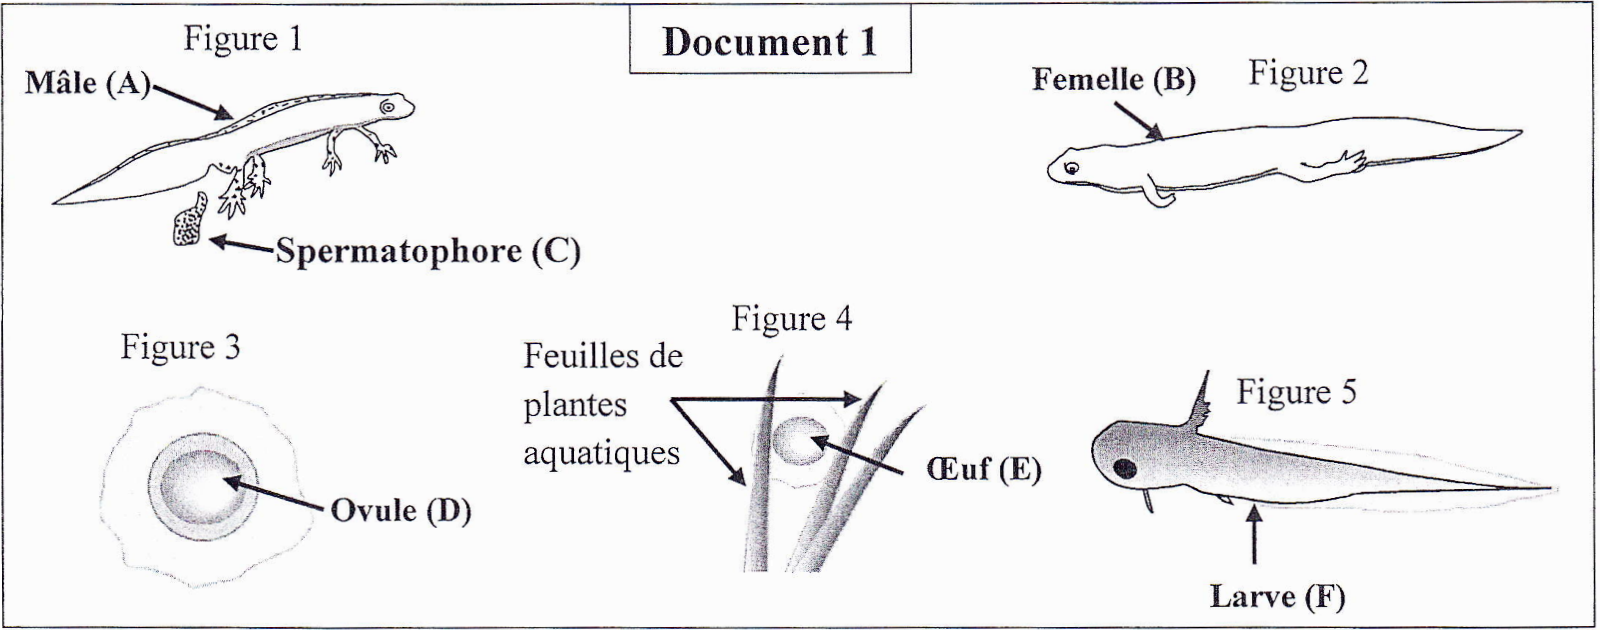 Document 1
Figure 1
Mâle (A)
Spermatophore (C)
Figure 2
Femelle (B)
Figure 3
Ovule (D)
Figure 4
Feuilles de
plantes
aquatiques
Œuf (E)
Figure 5
Larve (F)